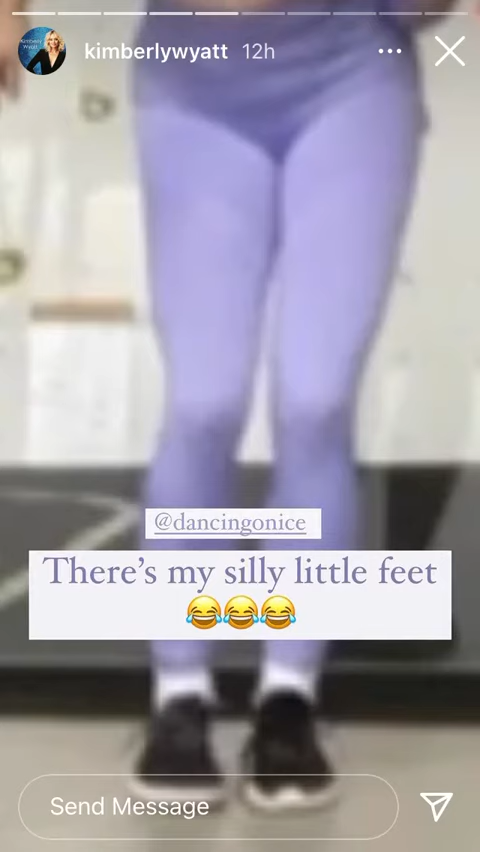 kimberlywyatt 12h
@dancingonice
There's my silly little feet
😂😂😂
Send Message